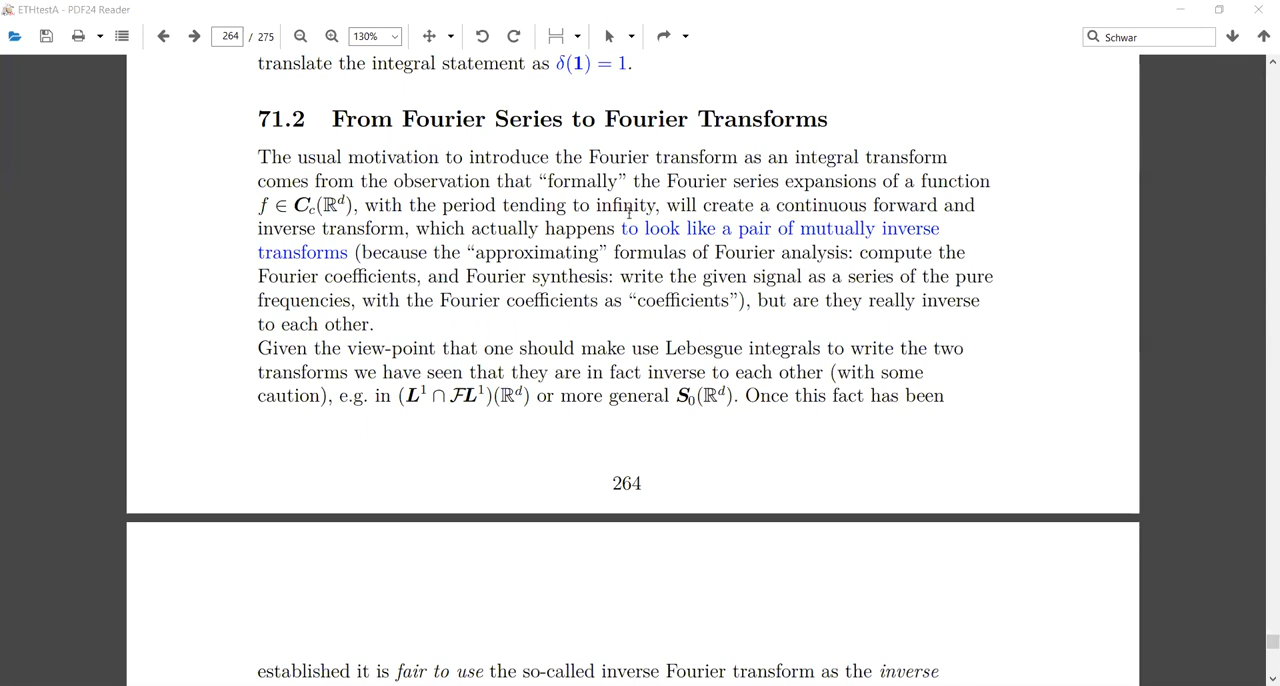 ETHtestA - PDF24 Reader
264 / 275
130%
Schwar
translate the integral statement as δ(1) = 1.
71.2 From Fourier Series to Fourier Transforms
The usual motivation to introduce the Fourier transform as an integral transform
comes from the observation that “formally” the Fourier series expansions of a function
f ∈ C_c(ℝ^d), with the period tending to infinity, will create a continuous forward and
inverse transform, which actually happens to look like a pair of mutually inverse
transforms (because the “approximating” formulas of Fourier analysis: compute the
Fourier coefficients, and Fourier synthesis: write the given signal as a series of the pure
frequencies, with the Fourier coefficients as “coefficients”), but are they really inverse
to each other.
Given the view-point that one should make use Lebesgue integrals to write the two
transforms we have seen that they are in fact inverse to each other (with some
caution), e.g. in (L^1 ∩ ℱL^1)(ℝ^d) or more general S_0(ℝ^d). Once this fact has been
264
established it is fair to use the so-called inverse Fourier transform as the inverse